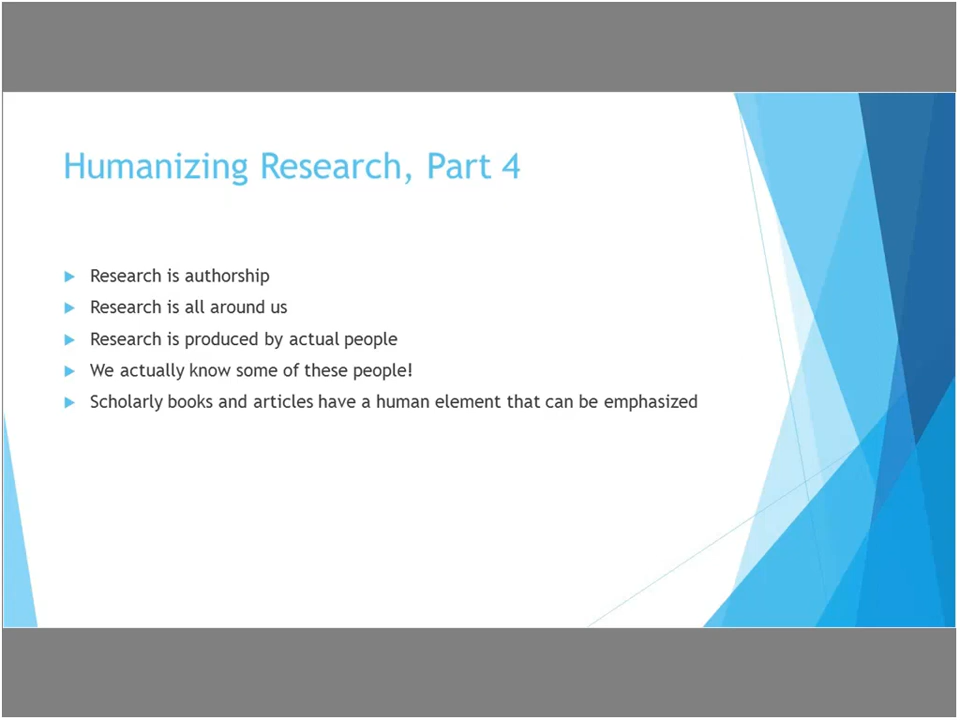 Humanizing Research, Part 4
Research is authorship
Research is all around us
Research is produced by actual people
We actually know some of these people!
Scholarly books and articles have a human element that can be emphasized